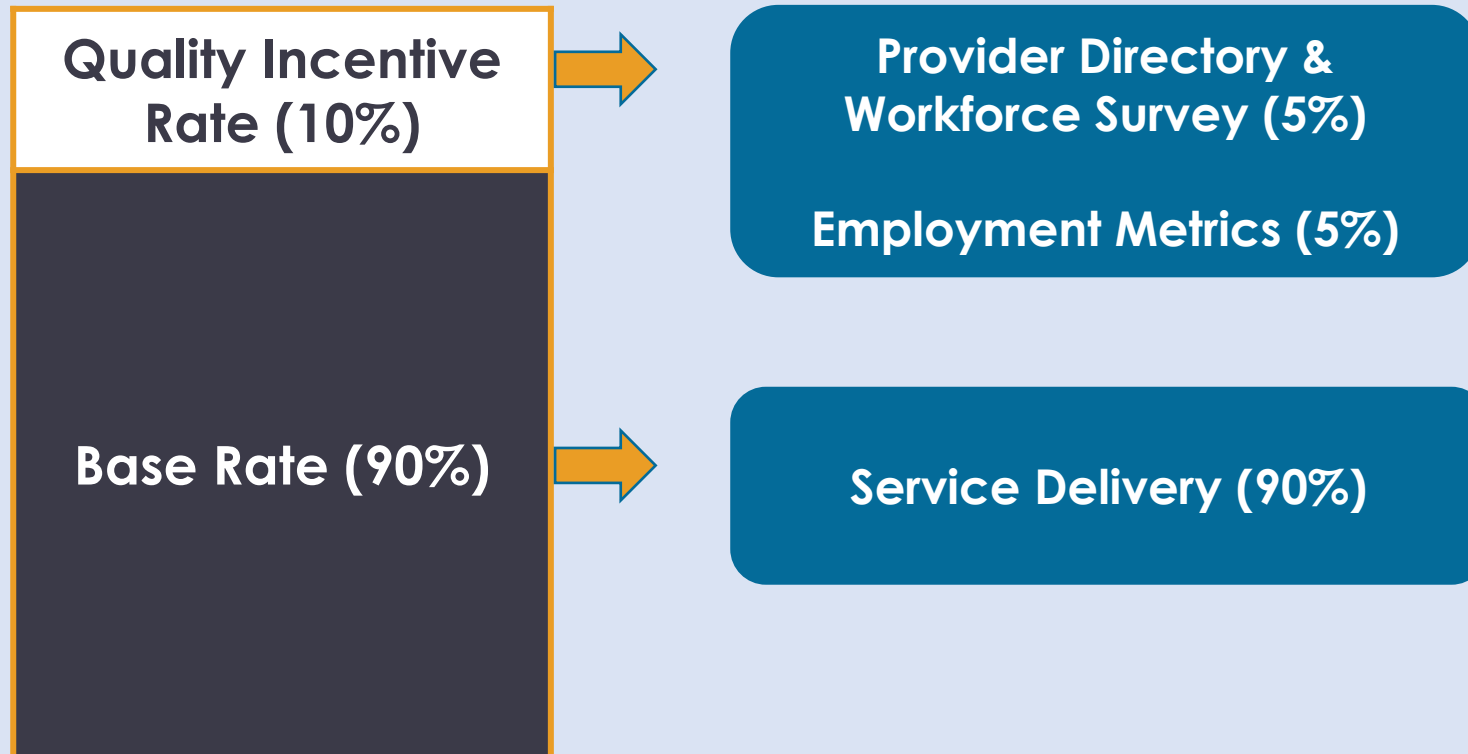 Quality Incentive
Rate (10%)
Provider Directory &
Workforce Survey (5%)
Employment Metrics (5%)
Base Rate (90%)
Service Delivery (90%)